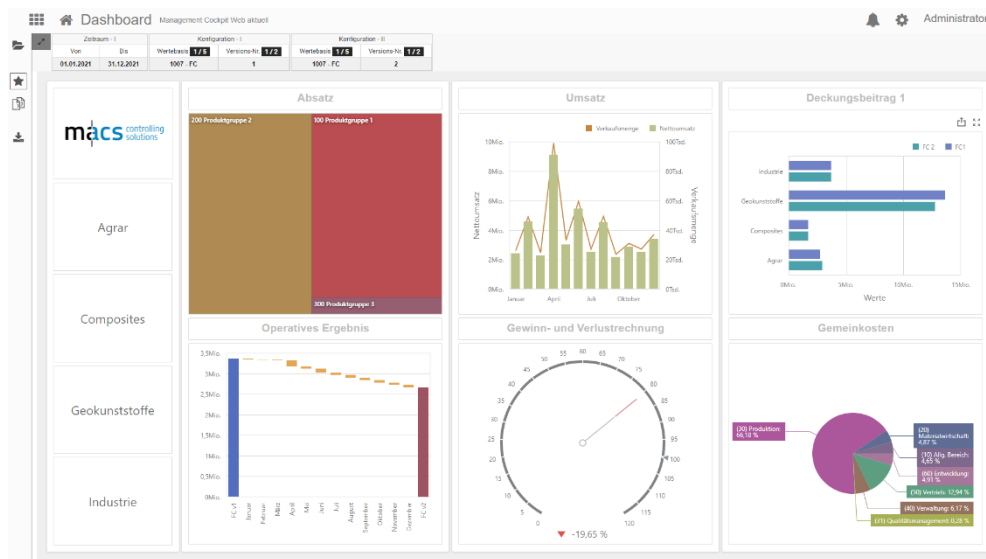 Dashboard Management Cockpit Web aktuell
Administrator
Zeitraum - I
Konfiguration - I
Konfiguration - II
Von
Bis
Wertebasis 1 / 5
Versions-Nr. 1 / 2
Wertebasis 1 / 5
Versions-Nr. 1 / 2
01.01.2021
31.12.2021
1007 - FC
1
1007 - FC
2
macs controlling
solutions
Agrar
Composites
Geokunststoffe
Industrie
Absatz
200 Produktgruppe 2
100 Produktgruppe 1
300 Produktgruppe 3
Umsatz
Verkaufsmenge
Nettoumsatz
10Mio.
8Mio.
6Mio.
4Mio.
2Mio.
0Mio.
100Tsd.
80Tsd.
60Tsd.
40Tsd.
20Tsd.
0Tsd.
Nettoumsatz
Verkaufsmenge
Januar
April
Juli
Oktober
Deckungsbeitrag 1
FC 2
FC1
Industrie
Geokunststoffe
Composites
Agrar
0Mio.
5Mio.
10Mio.
15Mio.
Werte
Operatives Ergebnis
3,5Mio.
3Mio.
2,5Mio.
2Mio.
1,5Mio.
1Mio.
0,5Mio.
0Mio.
FC v1
Januar
Februar
März
April
Mai
Juni
Juli
August
September
Oktober
November
Dezember
FC v2
Gewinn- und Verlustrechnung
0
5
10
15
20
25
30
35
40
45
50
55
60
65
70
75
80
85
90
95
100
105
110
115
120
-19,65 %
Gemeinkosten
(30) Produktion:
66,18 %
(20)
Materialwirtschaft:
4,87 %
(10) Allg. Bereich:
4,65 %
(60) Entwicklung:
4,91 %
(50) Vertrieb: 12,94 %
(40) Verwaltung: 6,17 %
(31) Qualitätsmanagement: 0,28 %